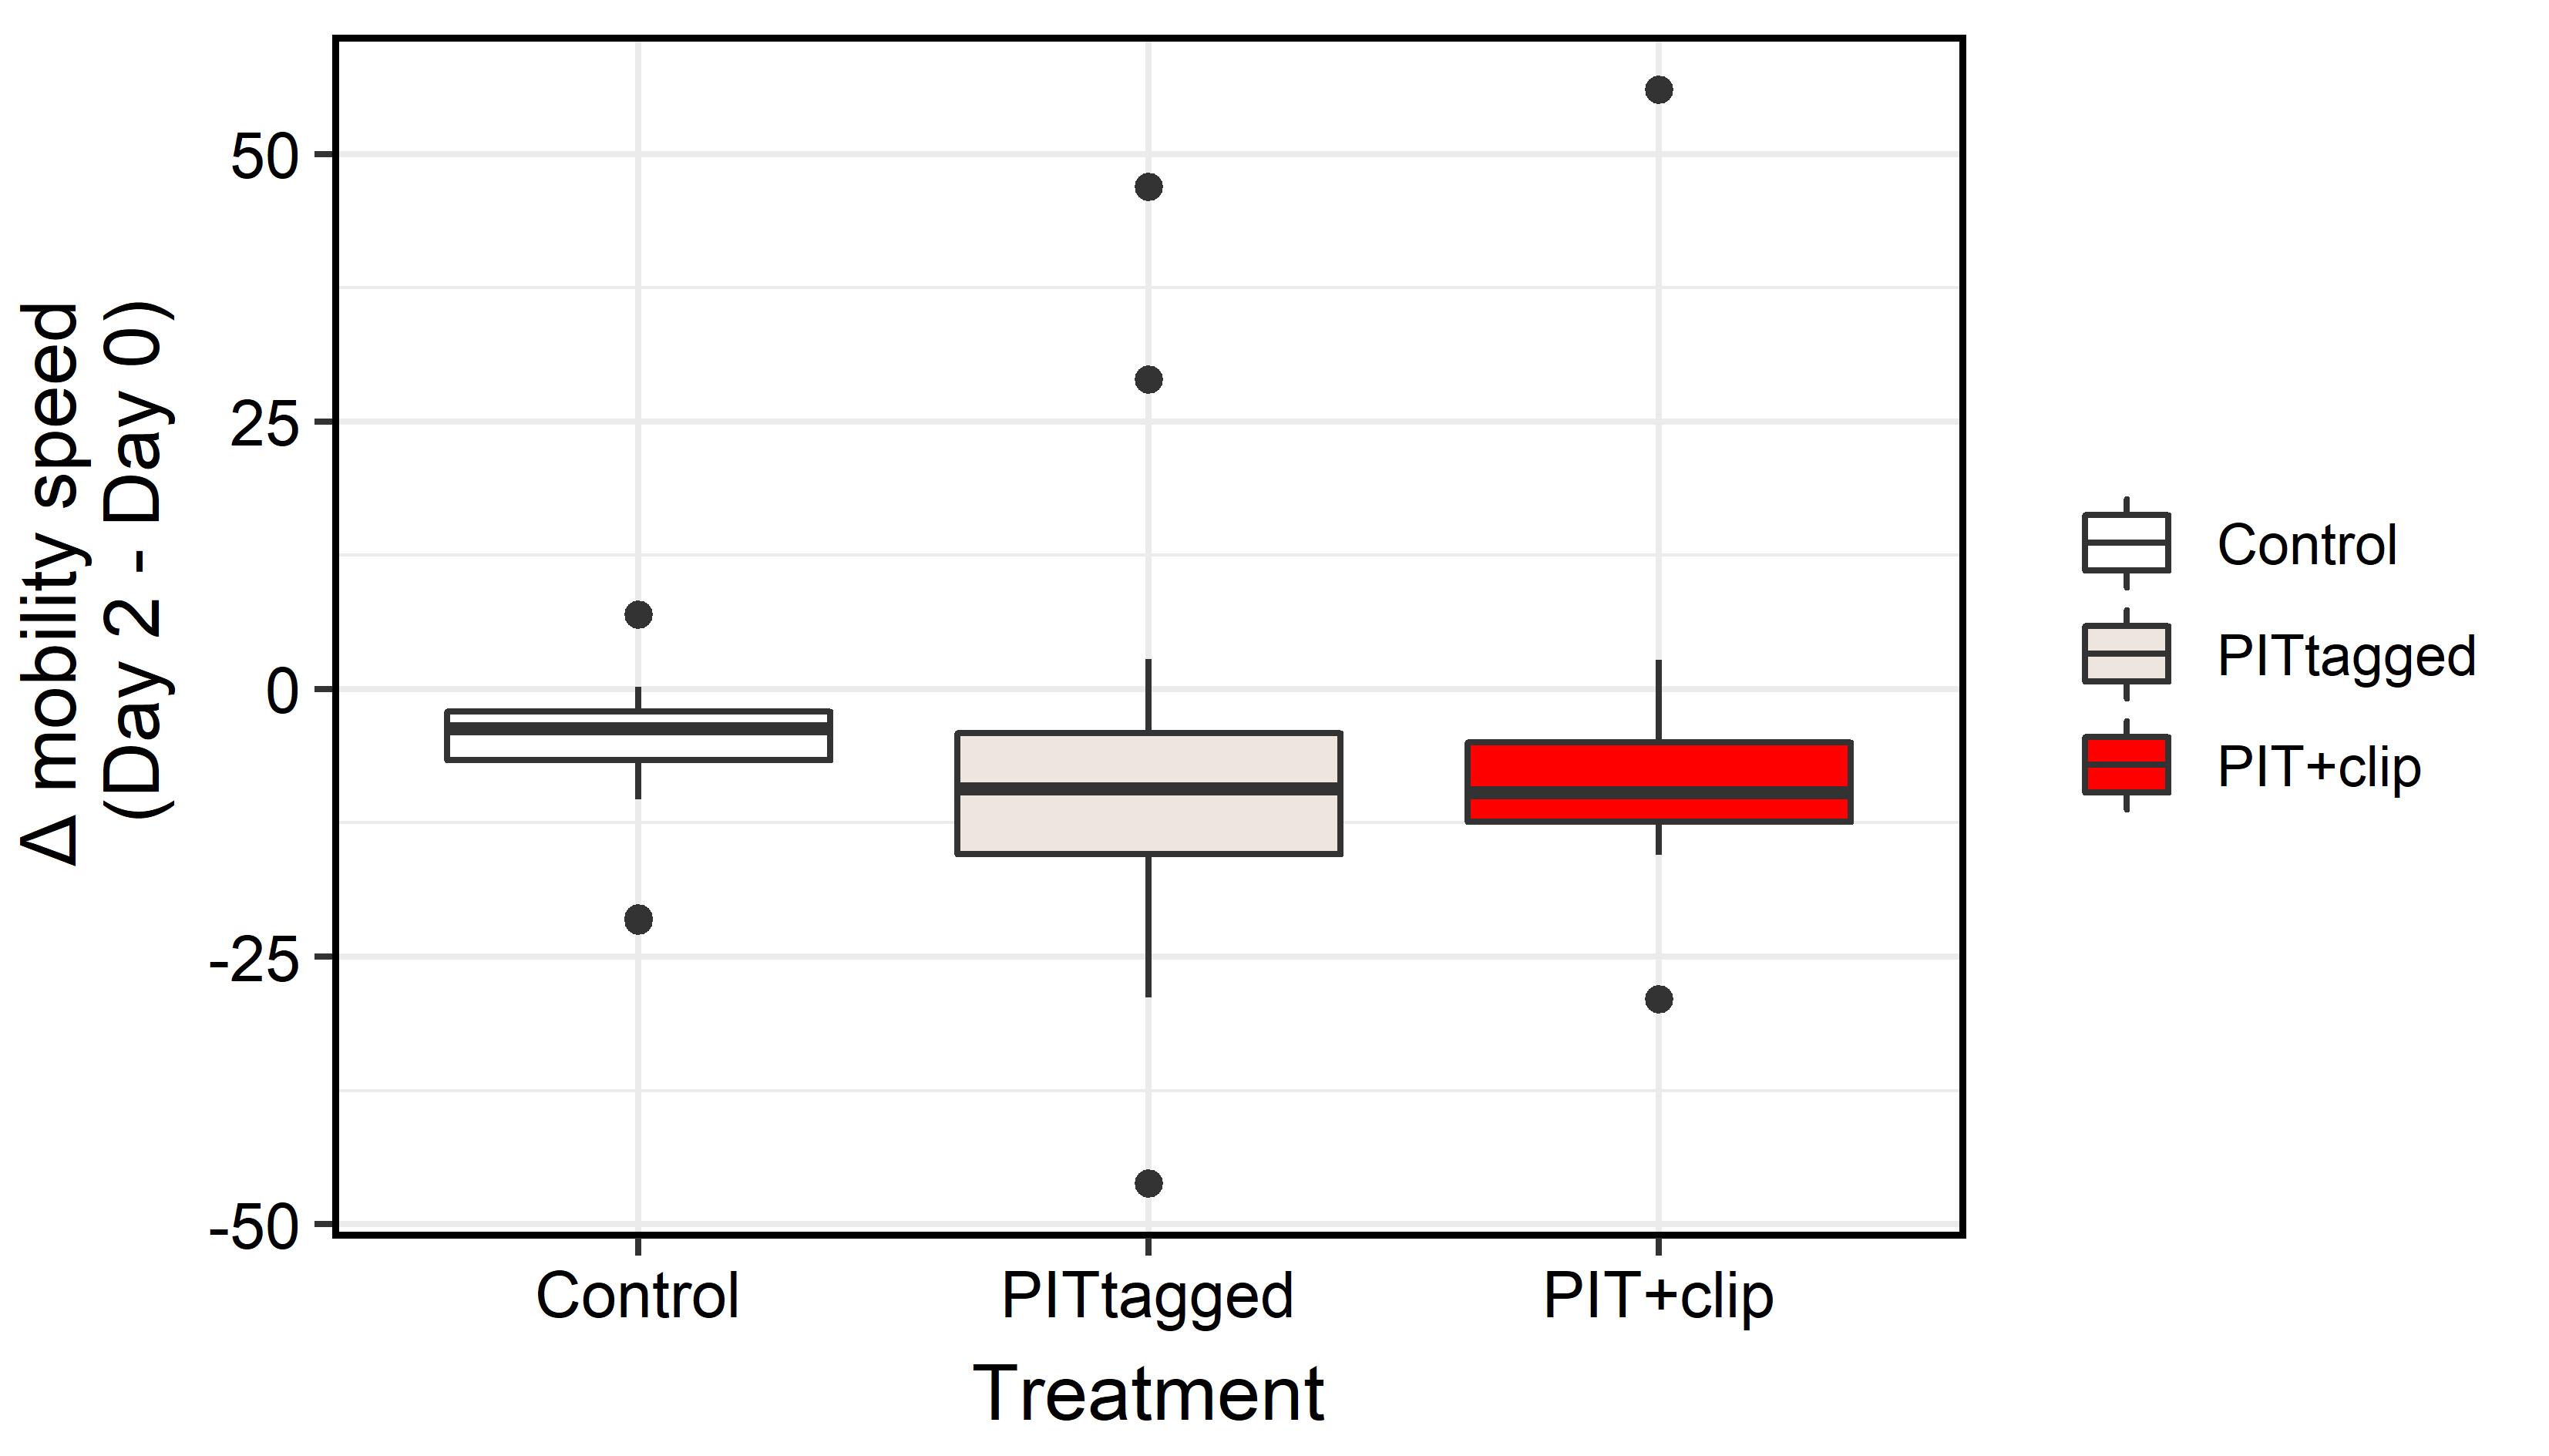 Δ mobility speed
(Day 2 - Day 0)
50
25
0
-25
-50
Control
PITtagged
PIT+clip
Treatment
Control
PITtagged
PIT+clip